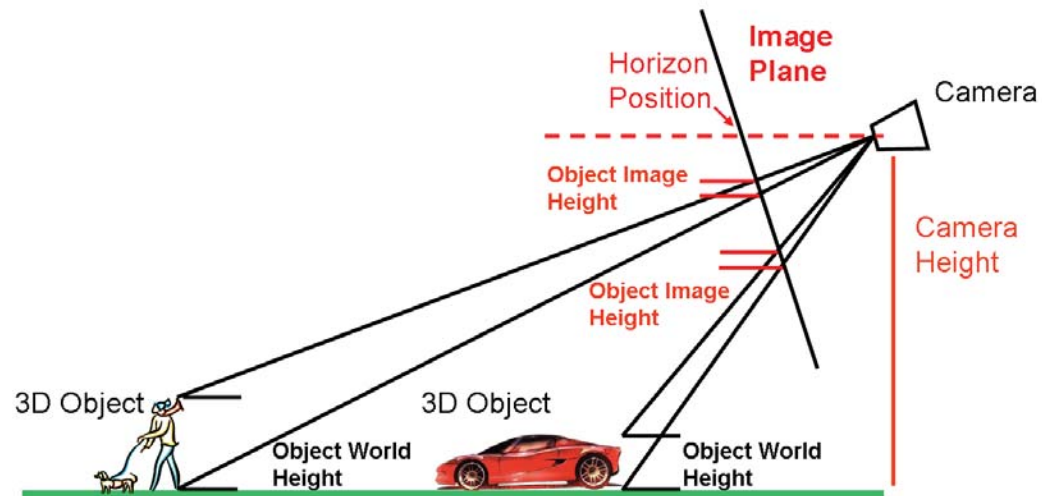 Image
Plane
Horizon
Position
Camera
Object Image
Height
Camera
Height
Object Image
Height
3D Object
3D Object
Object World
Height
Object World
Height